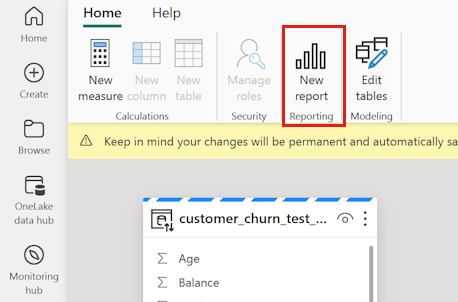 Home
Create
Browse
OneLake
data hub
Monitoring
hub
Home Help
New
measure
New
column
New
table
Calculations
Manage
roles
Security
New
report
Reporting
Edit
tables
Modeling
Keep in mind your changes will be permanent and automatically sa
customer_churn_test_...
Age
Balance